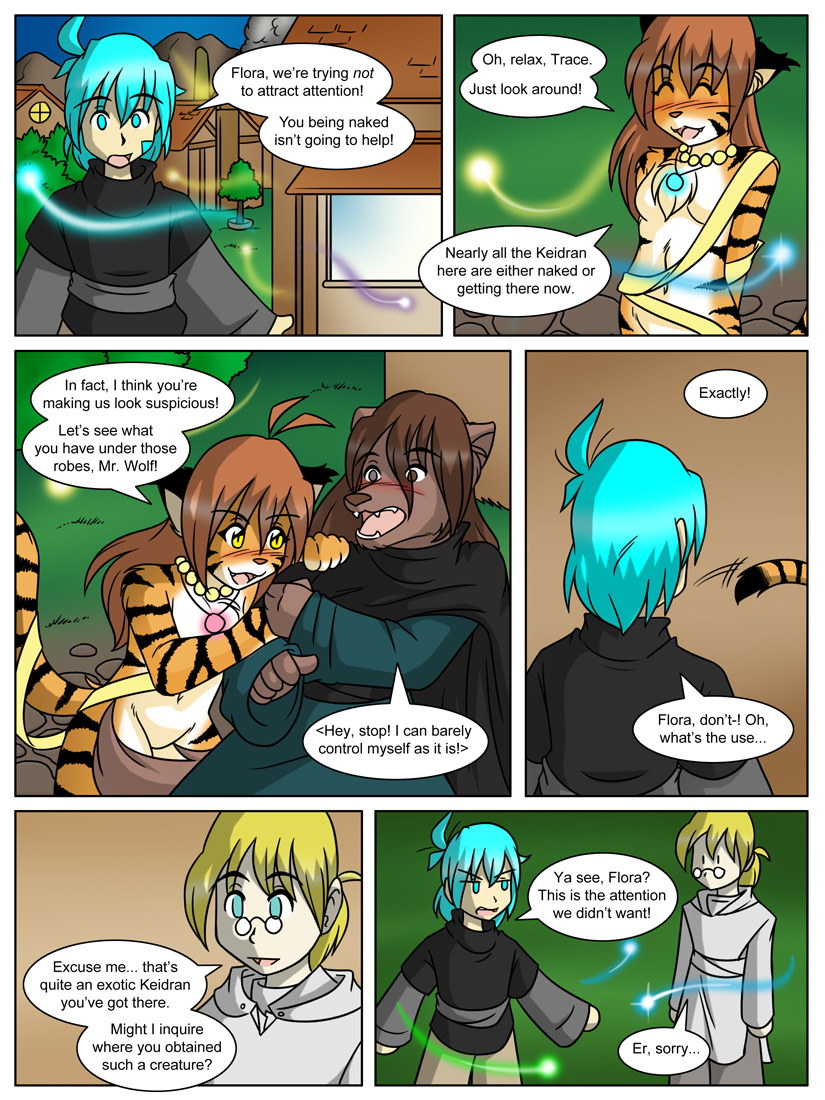 Flora, we're trying not
to attract attention!
You being naked
isn't going to help!
Oh, relax, Trace.
Just look around!
Nearly all the Keidran
here are either naked or
getting there now.
In fact, I think you're
making us look suspicious!
Let's see what
you have under those
robes, Mr. Wolf!
<Hey, stop! I can barely
control myself as it is!>
Exactly!
Flora, don't-! Oh,
what's the use...
Excuse me... that's
quite an exotic Keidran
you've got there.
Might I inquire
where you obtained
such a creature?
Ya see, Flora?
This is the attention
we didn't want!
Er, sorry...